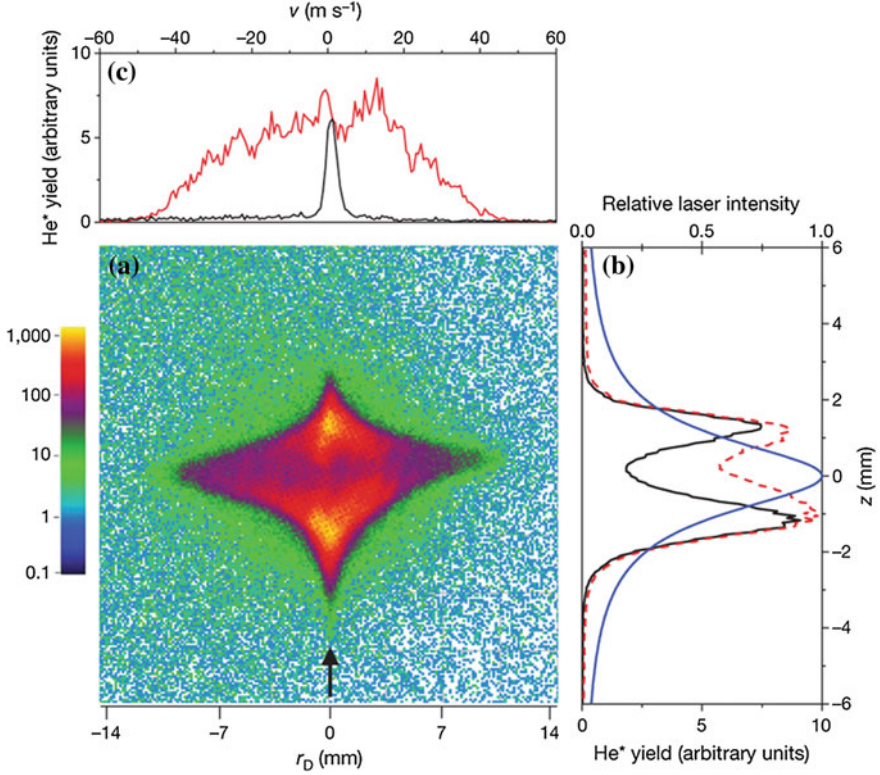 v (m s⁻¹)
−60 −40 −20 0 20 40 60
He* yield (arbitrary units)
10
5
0
(c)
(a)
1,000
100
10
1
0.1
−14 −7 0 7 14
r_D (mm)
Relative laser intensity
0.0 0.5 1.0
(b)
6
4
2
0
−2
−4
−6
z (mm)
0 5 10
He* yield (arbitrary units)